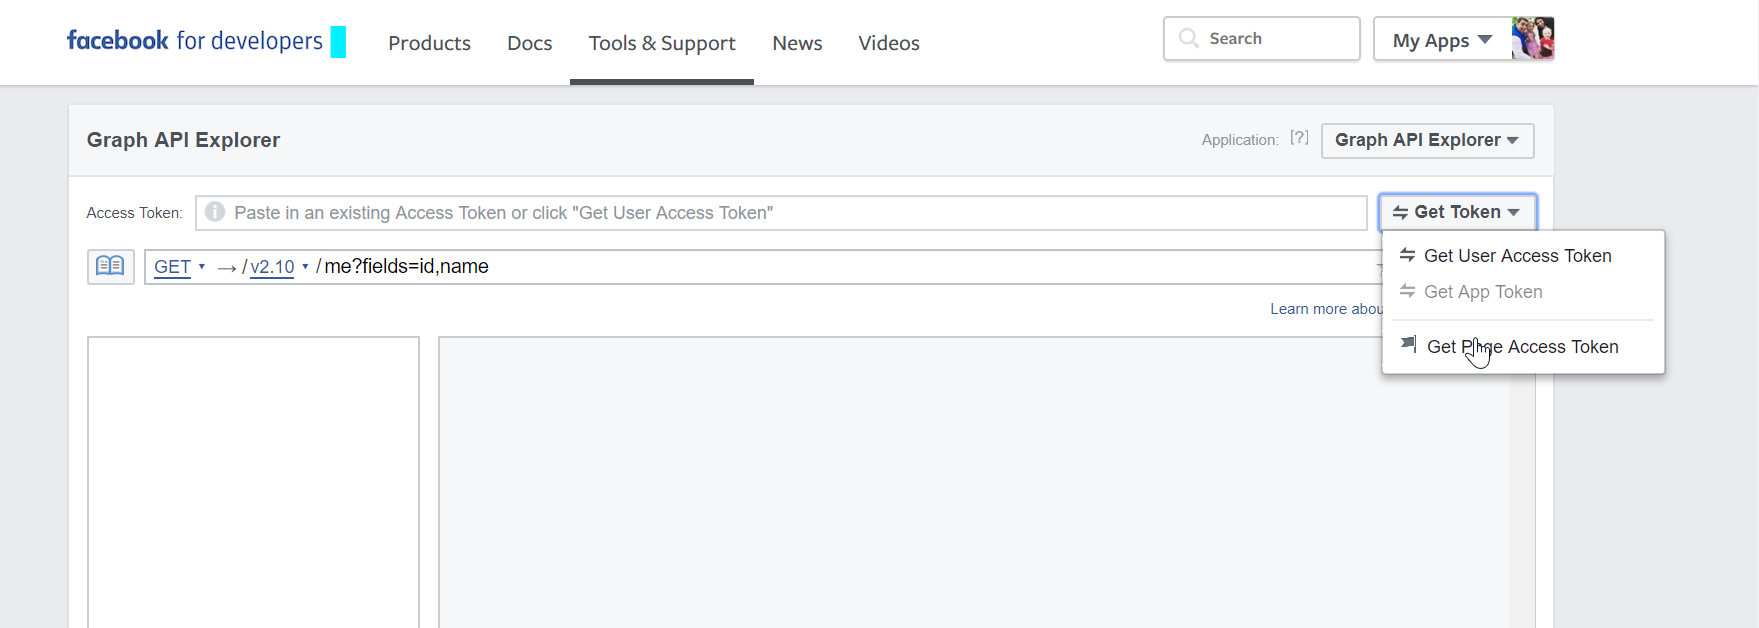 facebook for developers
Products
Docs
Tools & Support
News
Videos
Search
My Apps
Graph API Explorer
Application: [?]
Graph API Explorer
Access Token:
Paste in an existing Access Token or click "Get User Access Token"
Get Token
GET → / v2.10 / me?fields=id,name
Get User Access Token
Get App Token
Learn more
Get Access Token